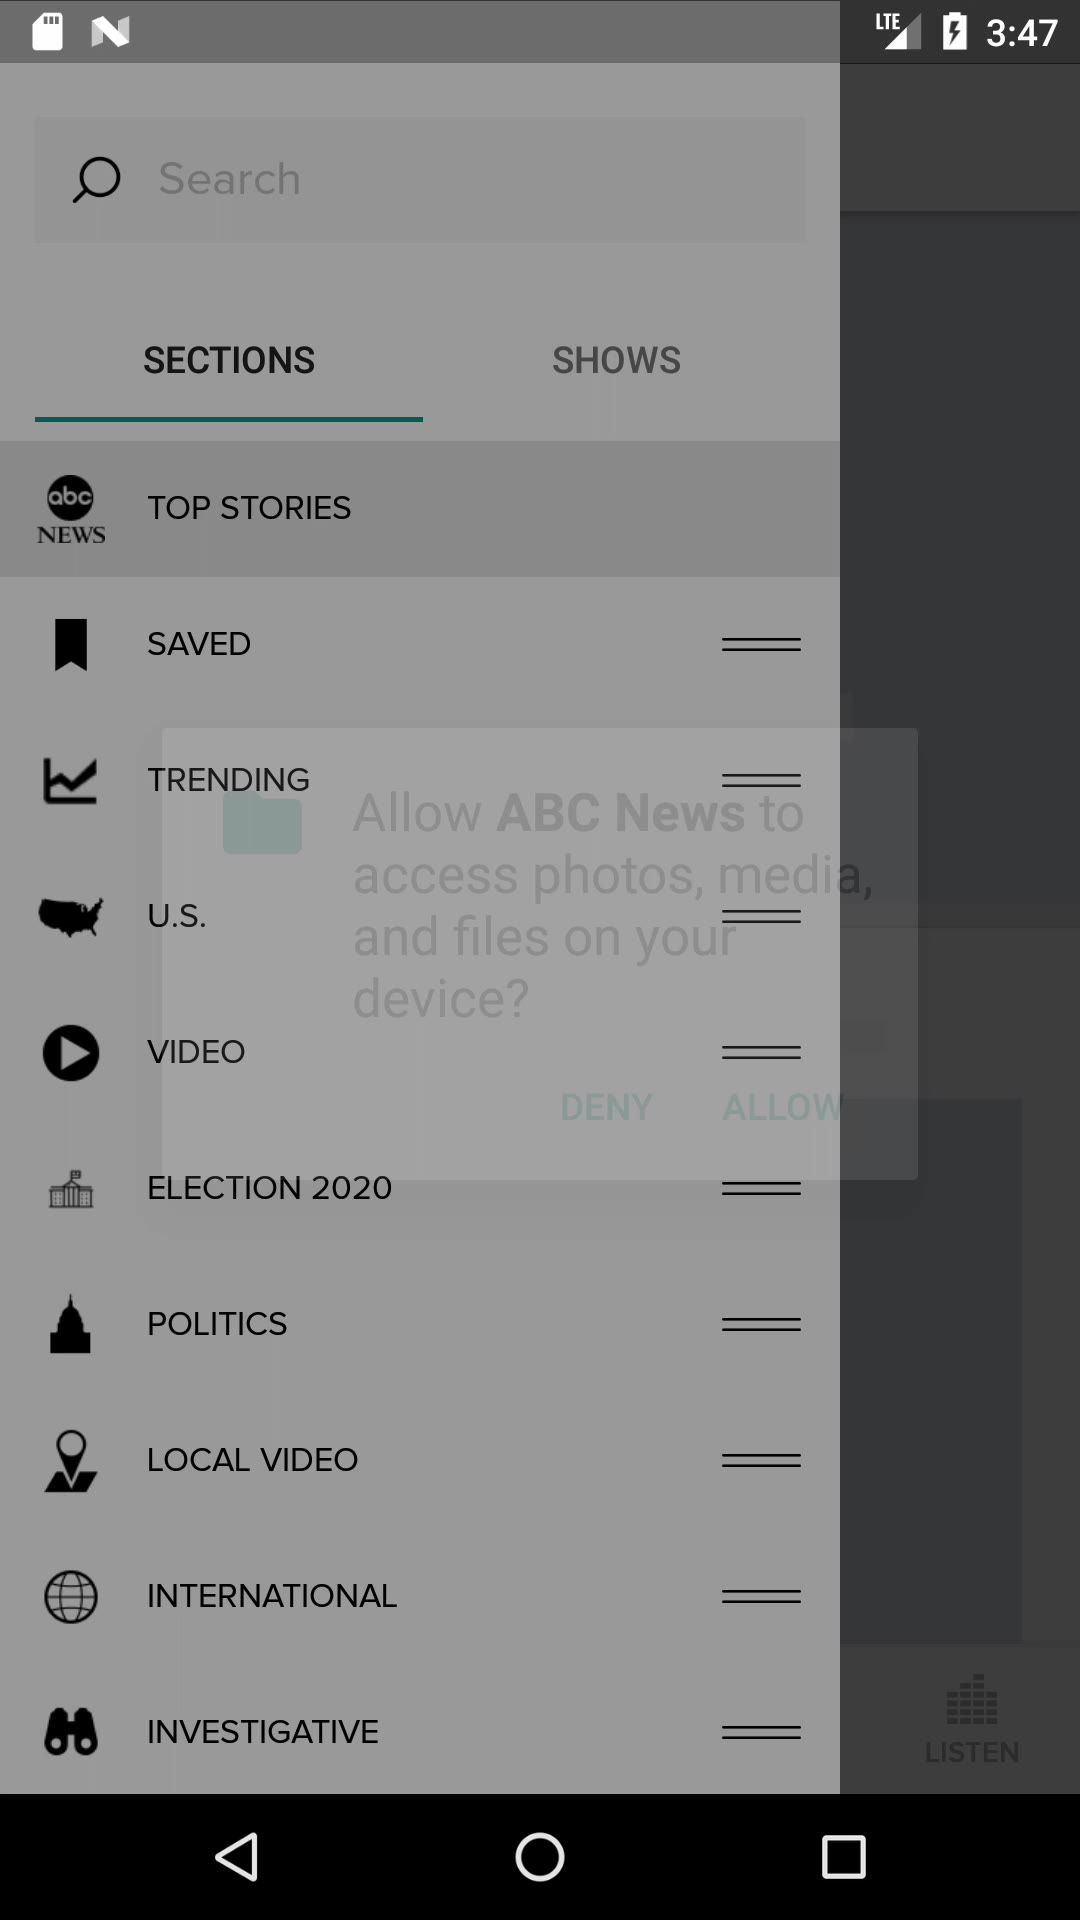 LTE 3:47
Search
SECTIONS SHOWS
abc NEWS TOP STORIES
SAVED
TRENDING
Allow ABC News to
access photos, media,
U.S.
and files on your
device?
VIDEO
DENY ALLOW
ELECTION 2020
POLITICS
LOCAL VIDEO
INTERNATIONAL
INVESTIGATIVE
LISTEN